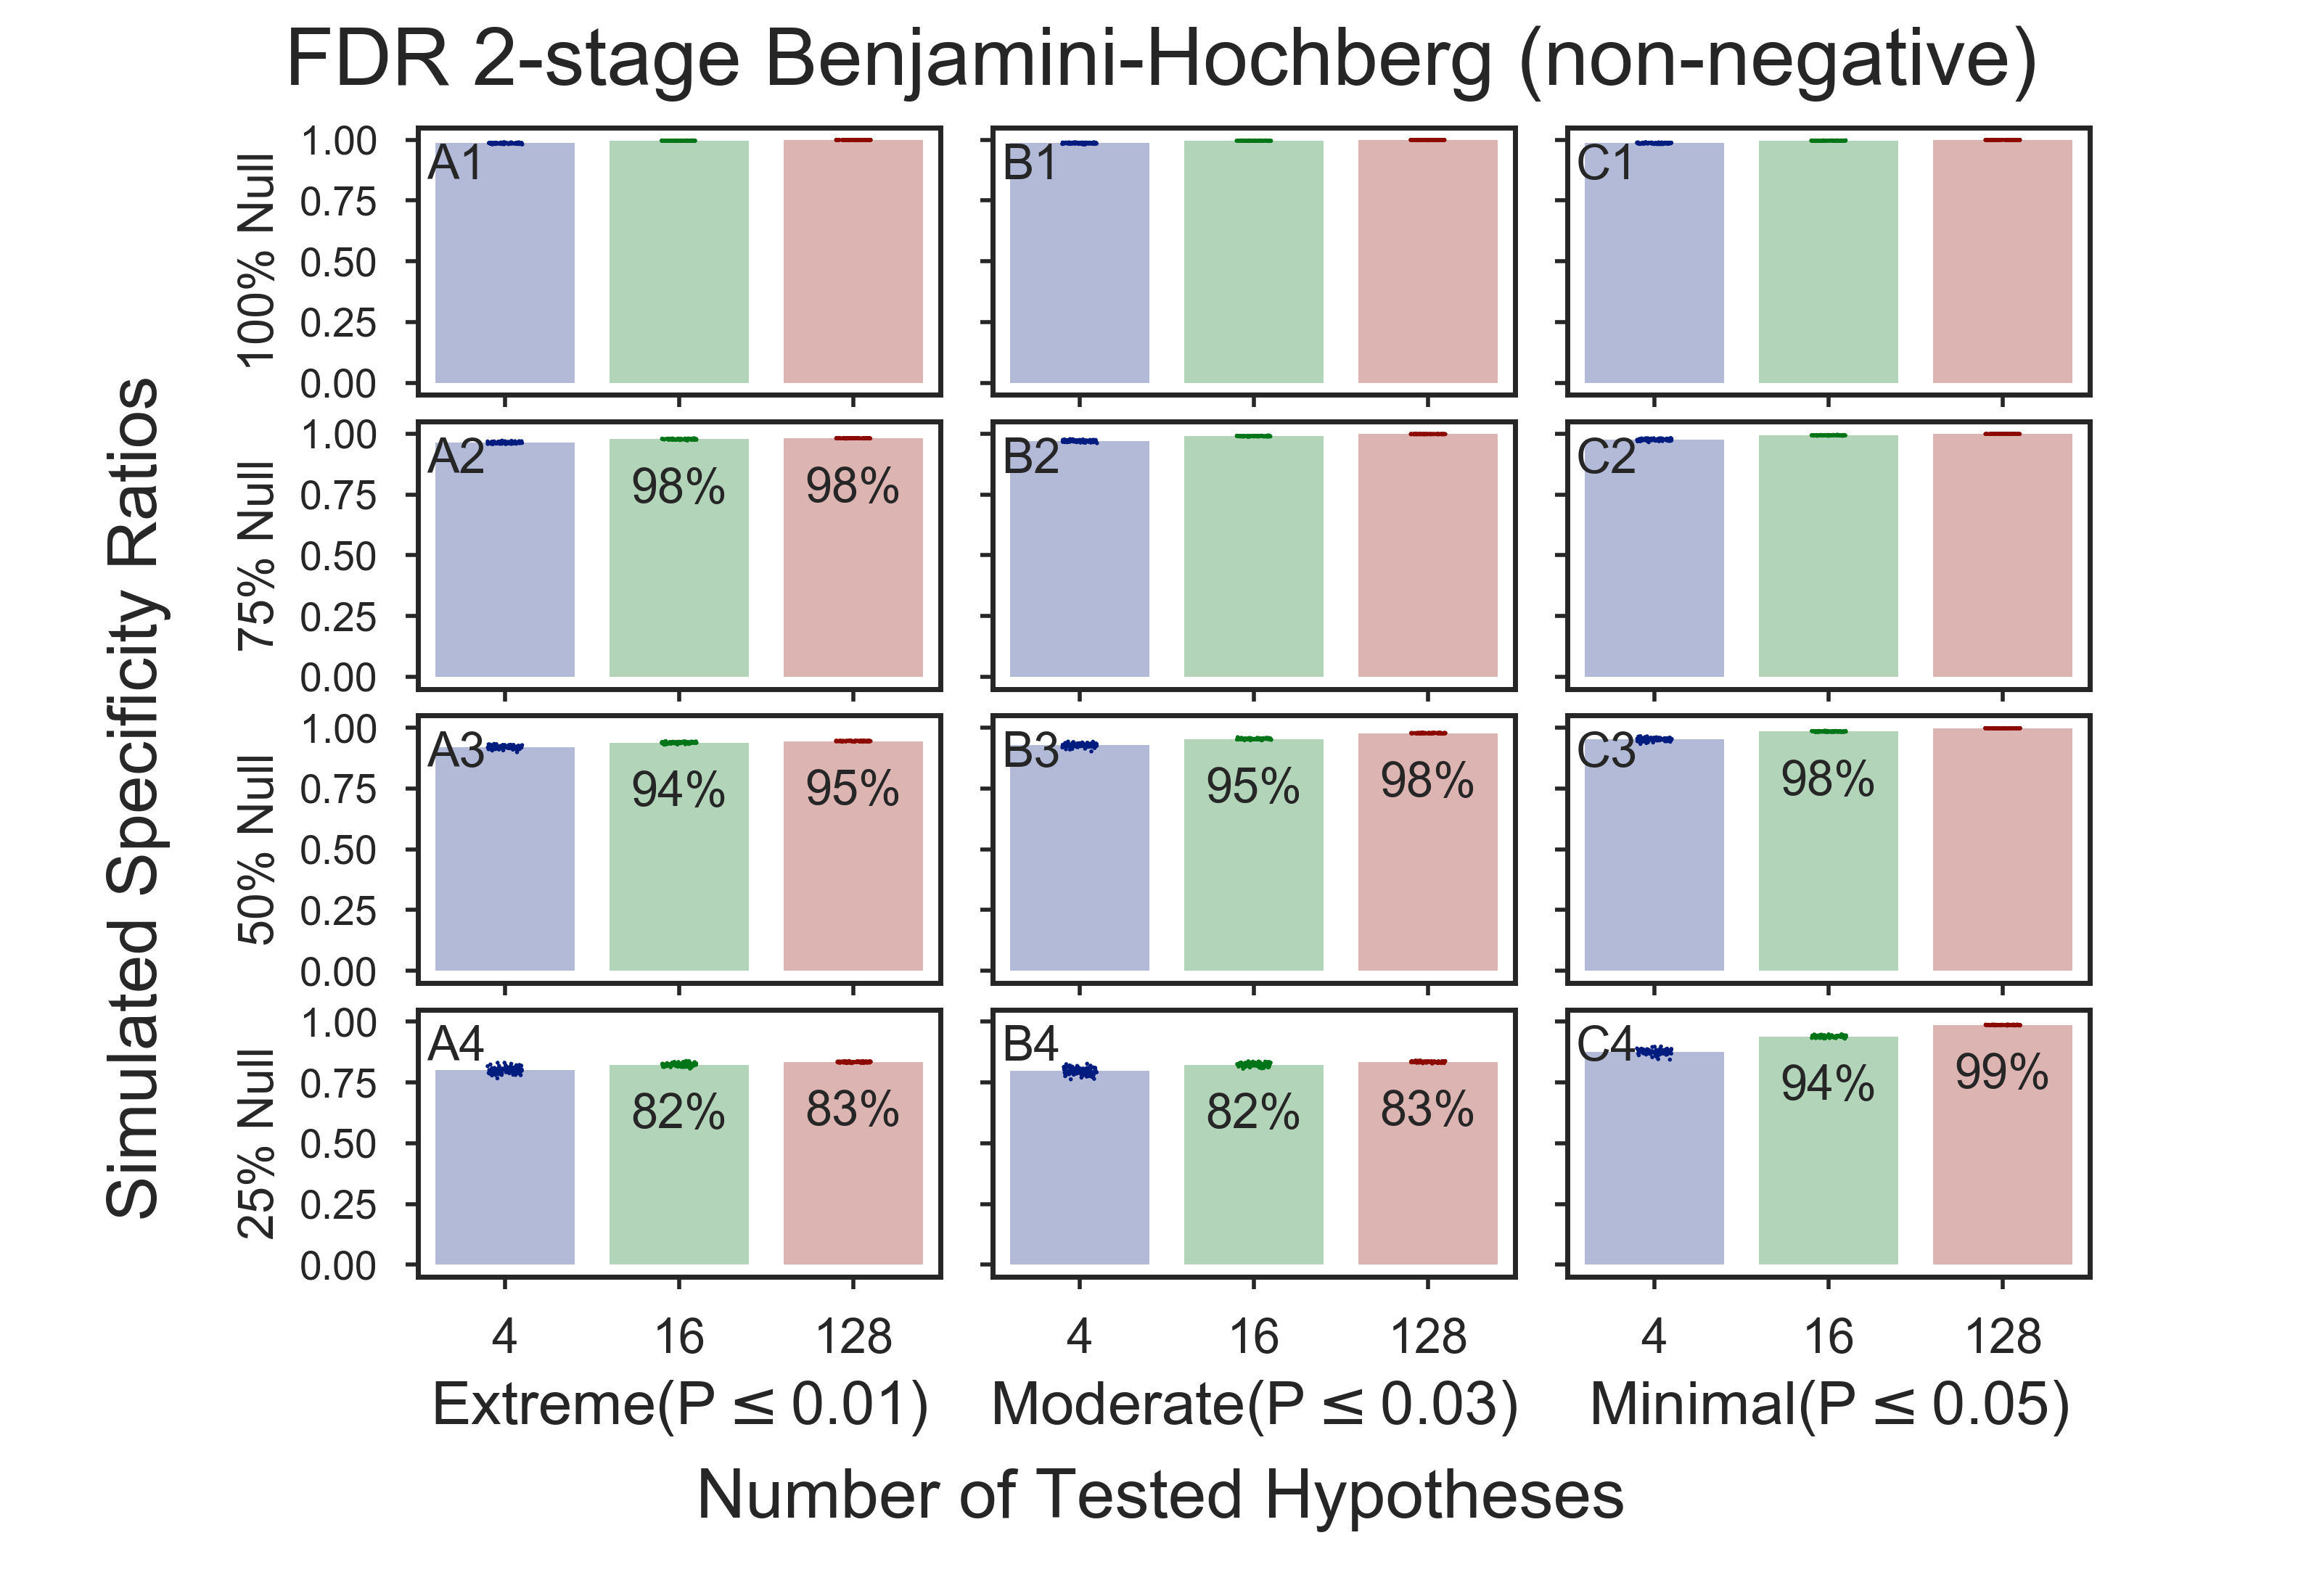 FDR 2-stage Benjamini-Hochberg (non-negative)
Simulated Specificity Ratios
100% Null
1.00
0.75
0.50
0.25
0.00
A1
B1
C1
75% Null
1.00
0.75
0.50
0.25
0.00
A2
98%
98%
B2
C2
50% Null
1.00
0.75
0.50
0.25
0.00
A3
94%
95%
B3
95%
98%
C3
98%
25% Null
1.00
0.75
0.50
0.25
0.00
A4
82%
83%
B4
82%
83%
C4
94%
99%
4 16 128
4 16 128
4 16 128
Extreme(P ≤ 0.01)
Moderate(P ≤ 0.03)
Minimal(P ≤ 0.05)
Number of Tested Hypotheses